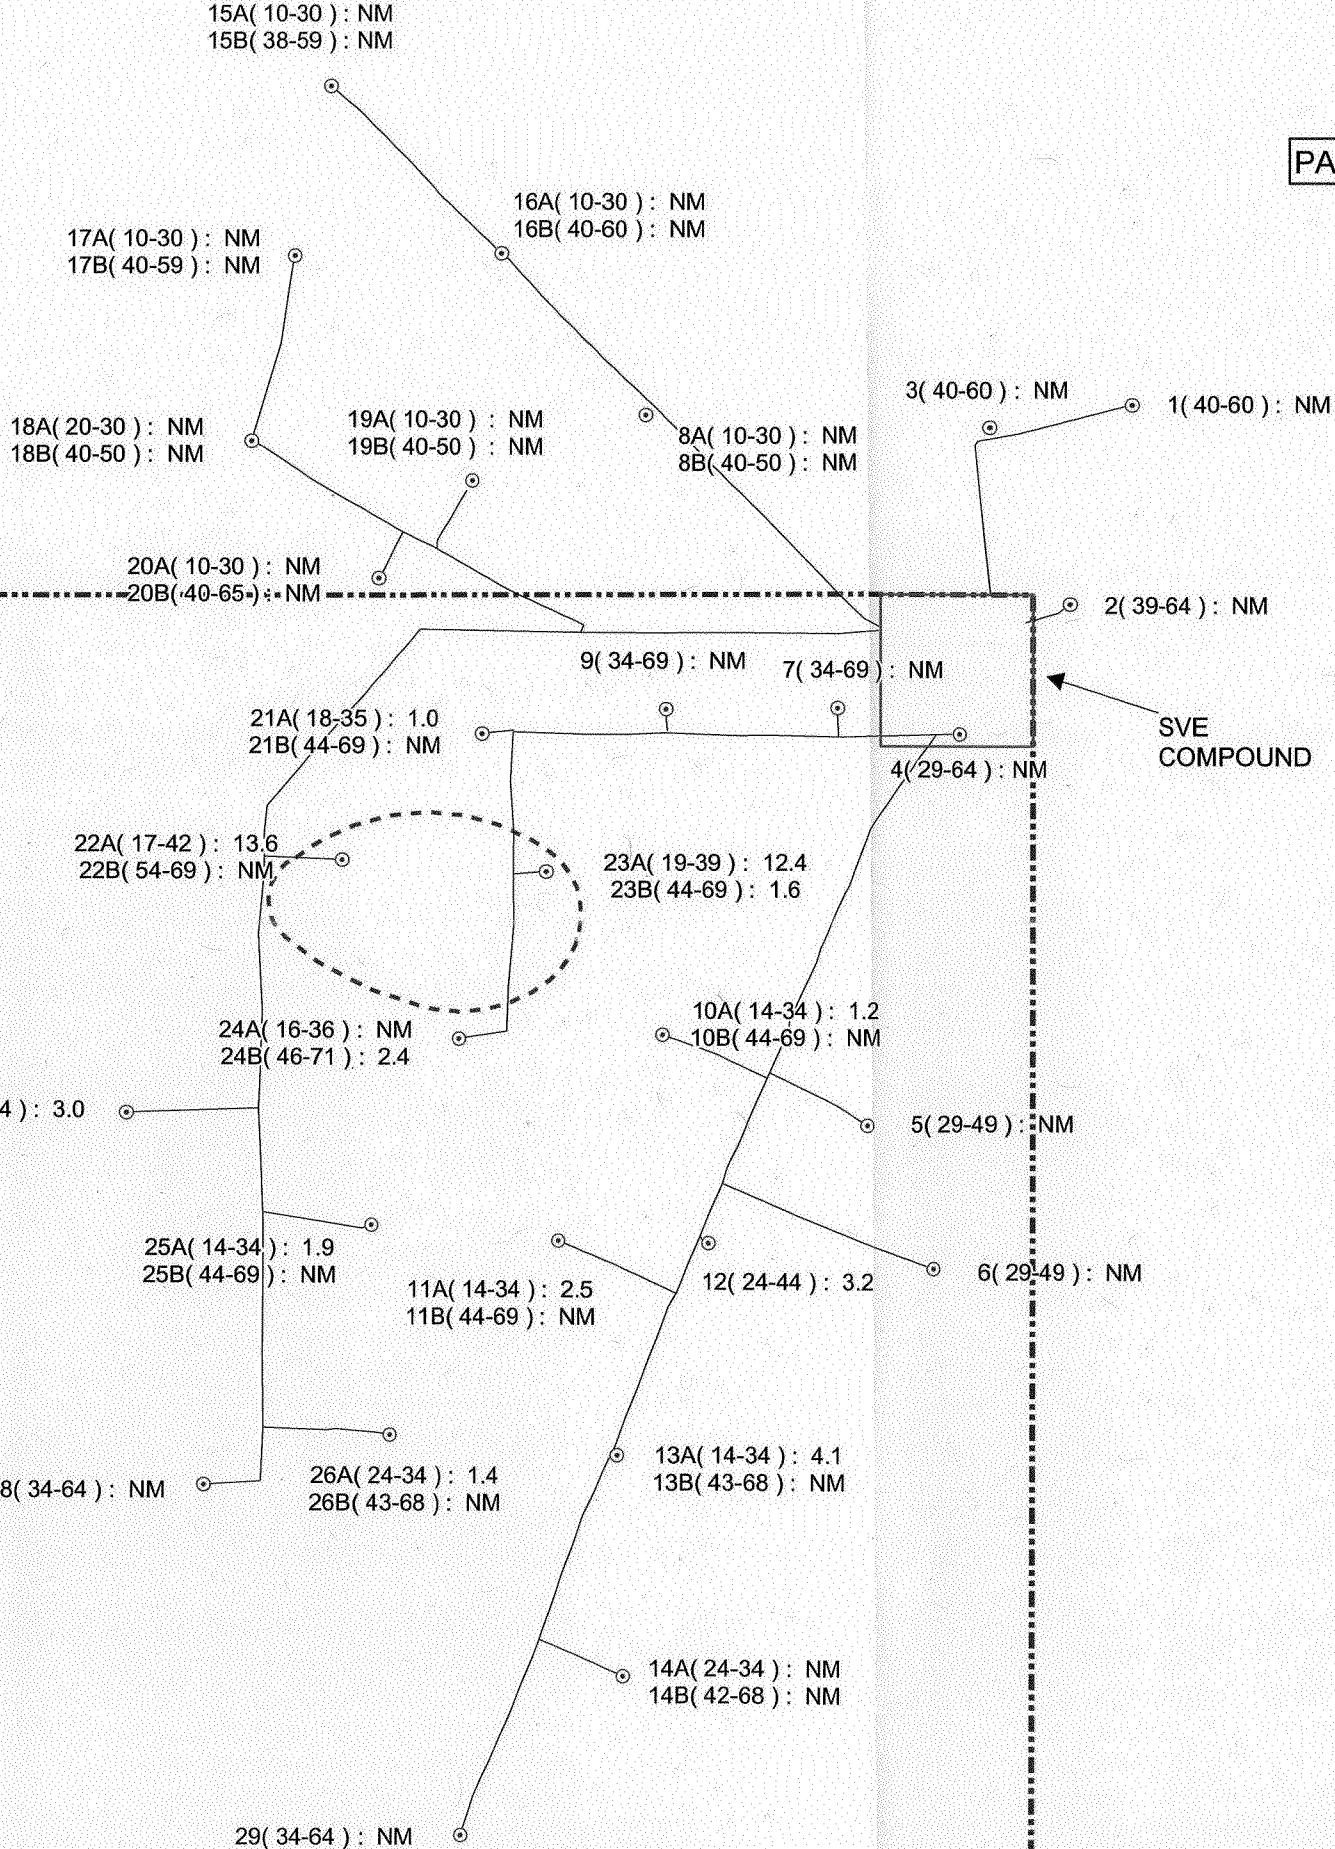 15A( 10-30 ) : NM
15B( 38-59 ) : NM
PA
16A( 10-30 ) : NM
16B( 40-60 ) : NM
17A( 10-30 ) : NM
17B( 40-59 ) : NM
3( 40-60 ) : NM
1( 40-60 ) : NM
18A( 20-30 ) : NM
18B( 40-50 ) : NM
19A( 10-30 ) : NM
19B( 40-50 ) : NM
8A( 10-30 ) : NM
8B( 40-50 ) : NM
20A( 10-30 ) : NM
20B( 40-65 ) : NM
2( 39-64 ) : NM
9( 34-69 ) : NM
7( 34-69 ) : NM
21A( 18-35 ) : 1.0
21B( 44-69 ) : NM
SVE
COMPOUND
4( 29-64 ) : NM
22A( 17-42 ) : 13.6
22B( 54-69 ) : NM
23A( 19-39 ) : 12.4
23B( 44-69 ) : 1.6
24A( 16-36 ) : NM
24B( 46-71 ) : 2.4
10A( 14-34 ) : 1.2
10B( 44-69 ) : NM
4 ) : 3.0
5( 29-49 ) : NM
25A( 14-34 ) : 1.9
25B( 44-69 ) : NM
11A( 14-34 ) : 2.5
11B( 44-69 ) : NM
12( 24-44 ) : 3.2
6( 29-49 ) : NM
8( 34-64 ) : NM
26A( 24-34 ) : 1.4
26B( 43-68 ) : NM
13A( 14-34 ) : 4.1
13B( 43-68 ) : NM
14A( 24-34 ) : NM
14B( 42-68 ) : NM
29( 34-64 ) : NM